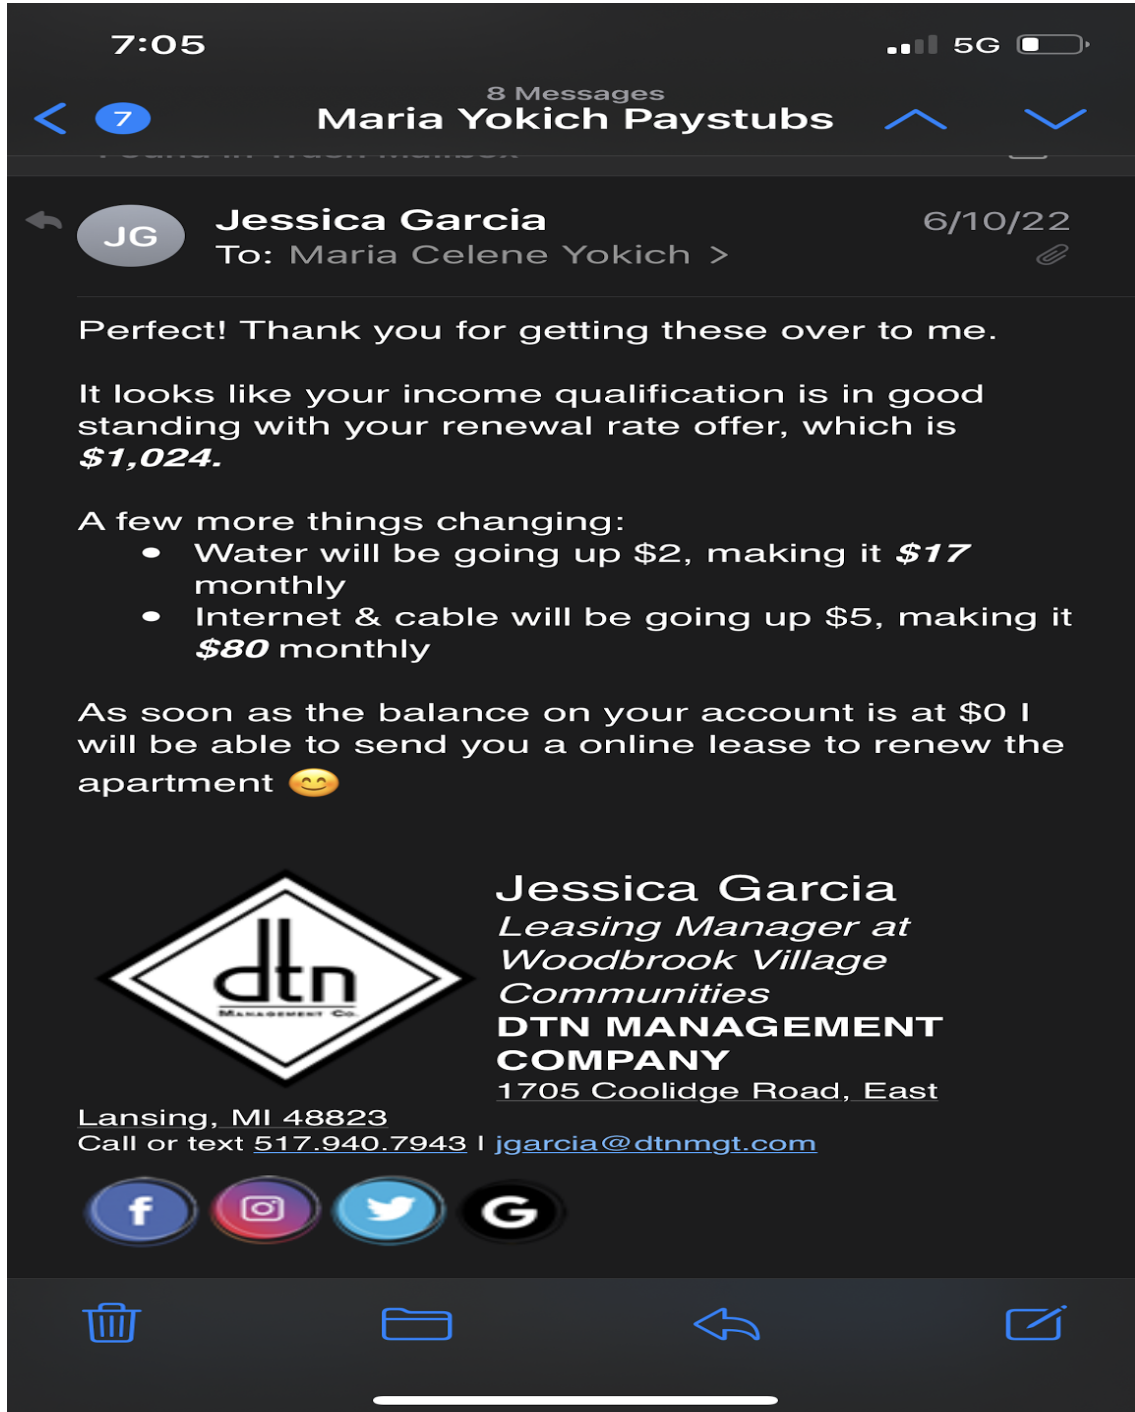 7:05
5G
8 Messages
7
Maria Yokich Paystubs
Found in Trash Mailbox
JG
Jessica Garcia
6/10/22
To: Maria Celene Yokich >
Perfect! Thank you for getting these over to me.
It looks like your income qualification is in good
standing with your renewal rate offer, which is
$1,024.
A few more things changing:
• Water will be going up $2, making it $17
monthly
• Internet & cable will be going up $5, making it
$80 monthly
As soon as the balance on your account is at $0 I
will be able to send you a online lease to renew the
apartment 😊
dtn
MANAGEMENT CO.
Jessica Garcia
Leasing Manager at
Woodbrook Village
Communities
DTN MANAGEMENT
COMPANY
1705 Coolidge Road, East
Lansing, MI 48823
Call or text 517.940.7943 I jgarcia@dtnmgt.com
f
G